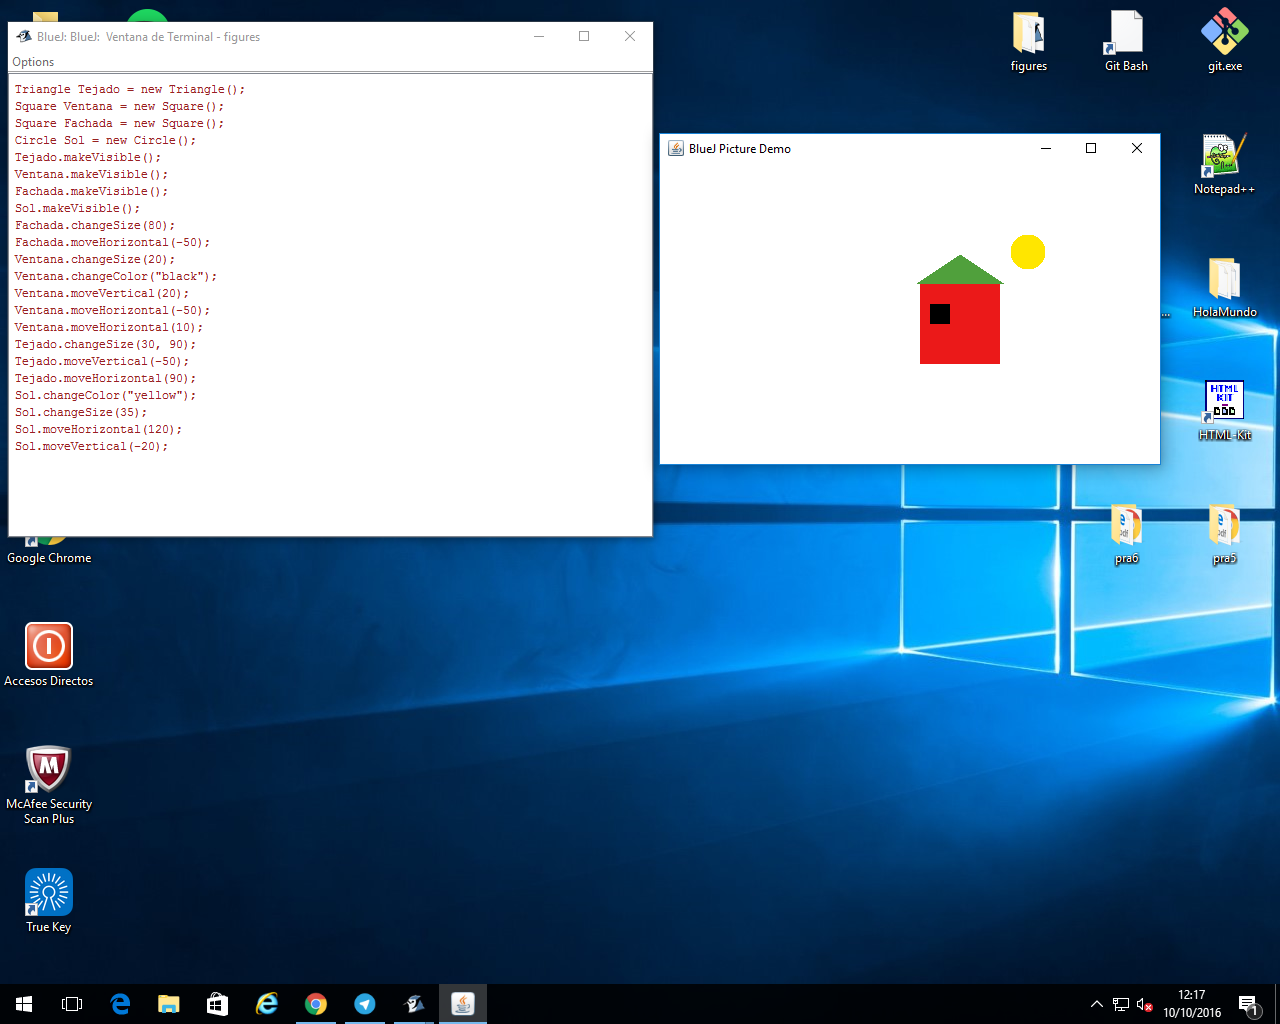 BlueJ: BlueJ:  Ventana de Terminal - figures
Options
Triangle Tejado = new Triangle();
Square Ventana = new Square();
Square Fachada = new Square();
Circle Sol = new Circle();
Tejado.makeVisible();
Ventana.makeVisible();
Fachada.makeVisible();
Sol.makeVisible();
Fachada.changeSize(80);
Fachada.moveHorizontal(-50);
Ventana.changeSize(20);
Ventana.changeColor("black");
Ventana.moveVertical(20);
Ventana.moveHorizontal(-50);
Ventana.moveHorizontal(10);
Tejado.changeSize(30, 90);
Tejado.moveVertical(-50);
Tejado.moveHorizontal(90);
Sol.changeColor("yellow");
Sol.changeSize(35);
Sol.moveHorizontal(120);
Sol.moveVertical(-20);
BlueJ Picture Demo
figures
Git Bash
git.exe
Notepad++
...
HolaMundo
HTML
KIT
HTML-Kit
pra6
pra5
Google Chrome
Accesos Directos
McAfee Security
Scan Plus
True Key
12:17
10/10/2016
1